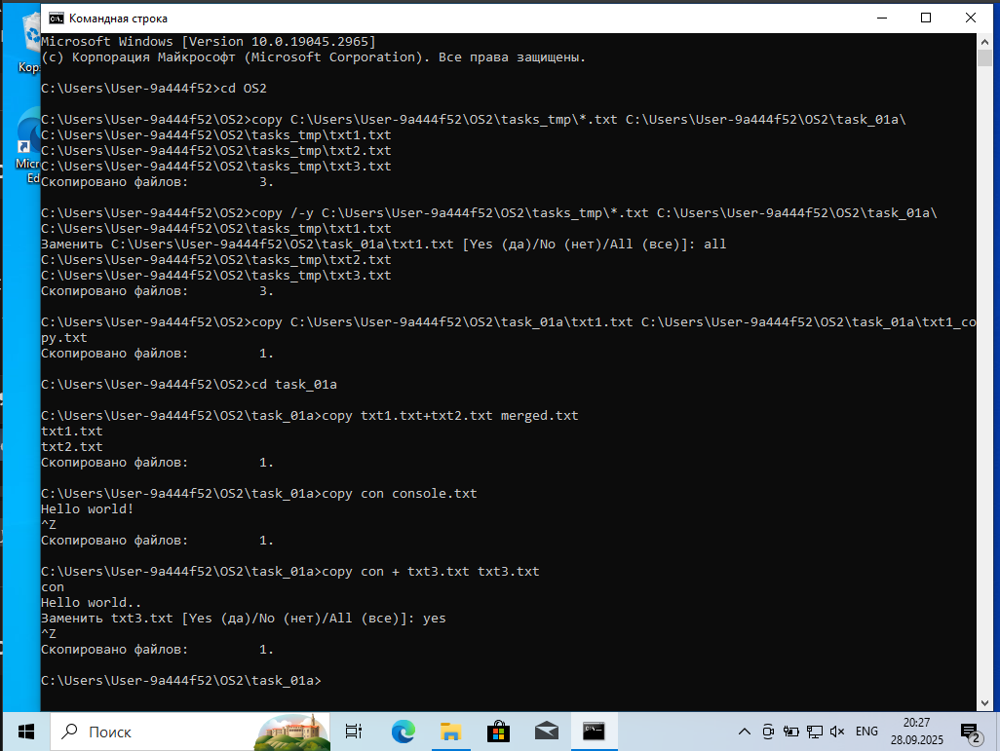 Командная строка
Кор
Micr
Ed
Microsoft Windows [Version 10.0.19045.2965]
(c) Корпорация Майкрософт (Microsoft Corporation). Все права защищены.
C:\Users\User-9a444f52>cd OS2
C:\Users\User-9a444f52\OS2>copy C:\Users\User-9a444f52\OS2\tasks_tmp\*.txt C:\Users\User-9a444f52\OS2\task_01a\
C:\Users\User-9a444f52\OS2\tasks_tmp\txt1.txt
C:\Users\User-9a444f52\OS2\tasks_tmp\txt2.txt
C:\Users\User-9a444f52\OS2\tasks_tmp\txt3.txt
Скопировано файлов:         3.
C:\Users\User-9a444f52\OS2>copy /-y C:\Users\User-9a444f52\OS2\tasks_tmp\*.txt C:\Users\User-9a444f52\OS2\task_01a\
C:\Users\User-9a444f52\OS2\tasks_tmp\txt1.txt
Заменить C:\Users\User-9a444f52\OS2\task_01a\txt1.txt [Yes (да)/No (нет)/All (все)]: all
C:\Users\User-9a444f52\OS2\tasks_tmp\txt2.txt
C:\Users\User-9a444f52\OS2\tasks_tmp\txt3.txt
Скопировано файлов:         3.
C:\Users\User-9a444f52\OS2>copy C:\Users\User-9a444f52\OS2\task_01a\txt1.txt C:\Users\User-9a444f52\OS2\task_01a\txt1_co
py.txt
Скопировано файлов:         1.
C:\Users\User-9a444f52\OS2>cd task_01a
C:\Users\User-9a444f52\OS2\task_01a>copy txt1.txt+txt2.txt merged.txt
txt1.txt
txt2.txt
Скопировано файлов:         1.
C:\Users\User-9a444f52\OS2\task_01a>copy con console.txt
Hello world!
^Z
Скопировано файлов:         1.
C:\Users\User-9a444f52\OS2\task_01a>copy con + txt3.txt txt3.txt
con
Hello world..
Заменить txt3.txt [Yes (да)/No (нет)/All (все)]: yes
^Z
Скопировано файлов:         1.
C:\Users\User-9a444f52\OS2\task_01a>
Поиск
ENG
20:27
28.09.2025
2